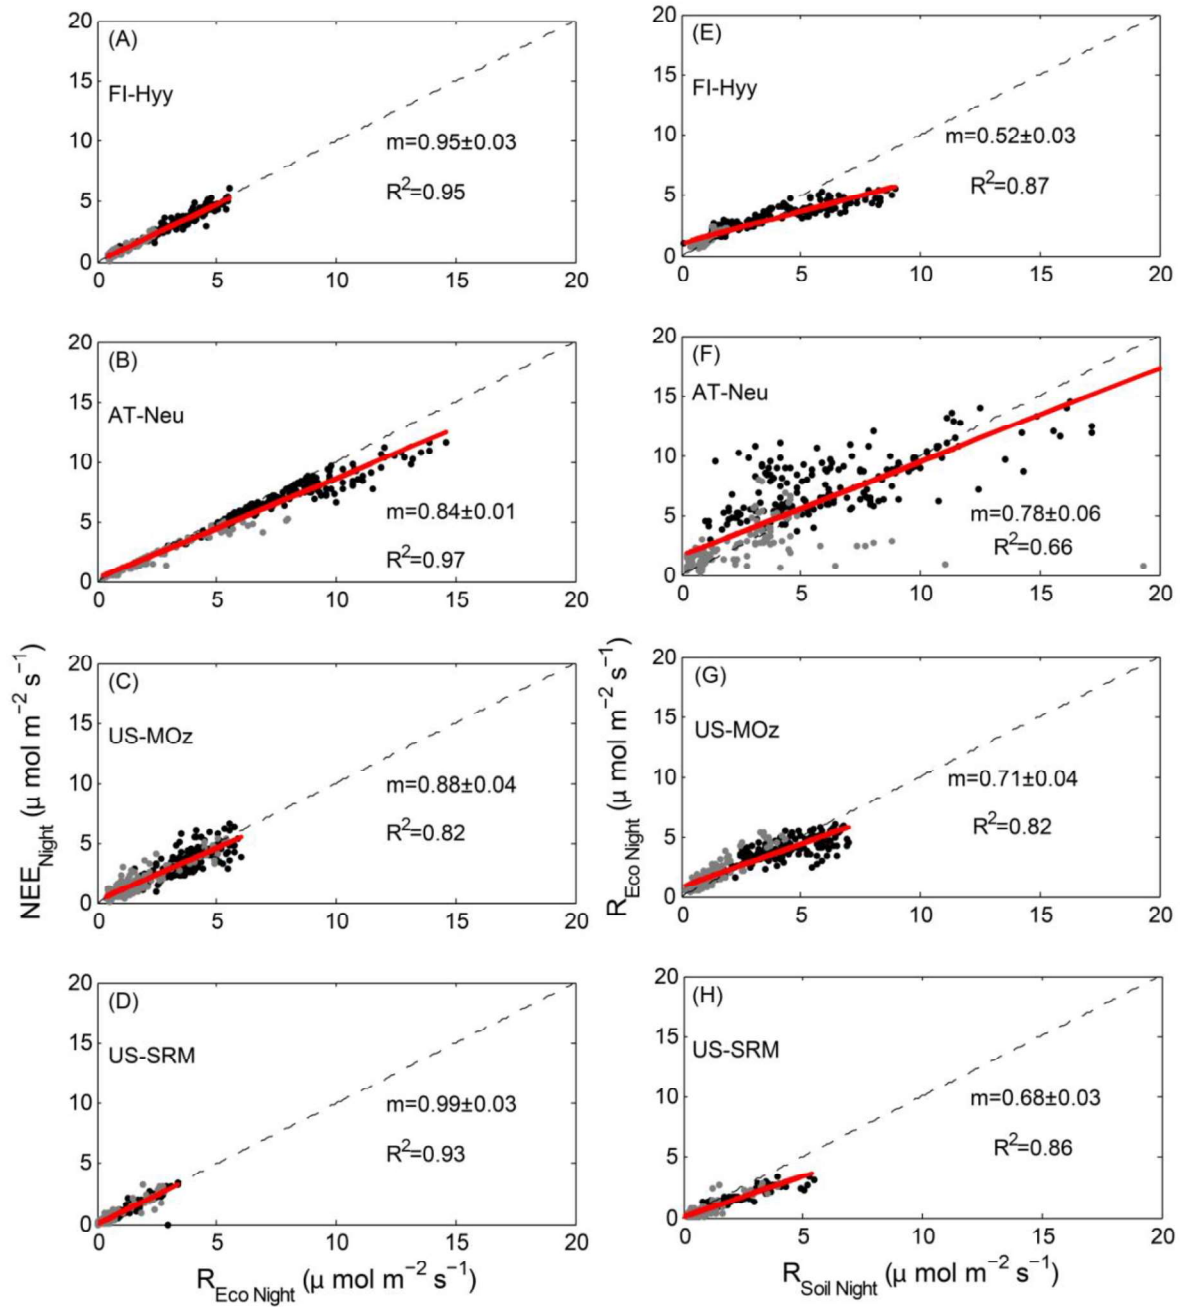 20
(A)
15
FI-Hyy
10
m=0.95±0.03
R²=0.95
5
0
0 5 10 15 20
20
(E)
15
FI-Hyy
10
m=0.52±0.03
R²=0.87
5
0
0 5 10 15 20
20
(B)
15
AT-Neu
10
m=0.84±0.01
5
R²=0.97
0
0 5 10 15 20
20
(F)
15
AT-Neu
10
5
m=0.78±0.06
R²=0.66
0
0 5 10 15 20
20
(C)
15
US-MOz
10
m=0.88±0.04
R²=0.82
5
0
0 5 10 15 20
20
(G)
15
US-MOz
10
m=0.71±0.04
R²=0.82
5
0
0 5 10 15 20
NEE Night (μ mol m−2 s−1)
R Eco Night (μ mol m−2 s−1)
20
(D)
15
US-SRM
10
m=0.99±0.03
R²=0.93
5
0
0 5 10 15 20
20
(H)
15
US-SRM
10
m=0.68±0.03
R²=0.86
5
0
0 5 10 15 20
R Eco Night (μ mol m−2 s−1)
R Soil Night (μ mol m−2 s−1)